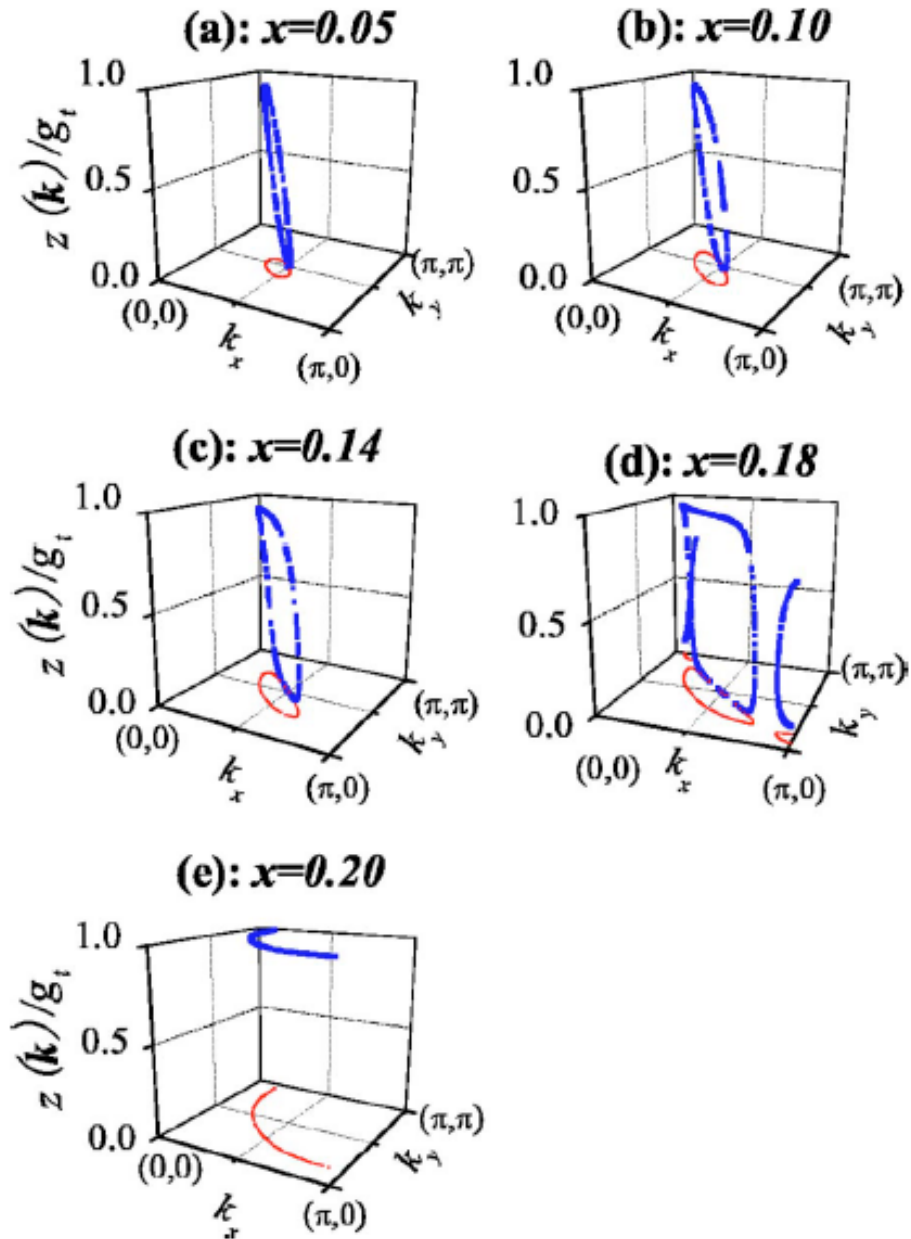 (a): x=0.05
(b): x=0.10
1.0
1.0
z(k)/g_t
0.5
0.5
0.0
0.0
(π,π)
(π,π)
(0,0)
k_y
(0,0)
k_y
k_x
k_x
(π,0)
(π,0)
(c): x=0.14
(d): x=0.18
1.0
1.0
z(k)/g_t
0.5
0.5
0.0
0.0
(π,π)
(π,π)
(0,0)
k_y
(0,0)
k_y
k_x
k_x
(π,0)
(π,0)
(e): x=0.20
1.0
z(k)/g_t
0.5
0.0
(π,π)
(0,0)
k_y
k_x
(π,0)